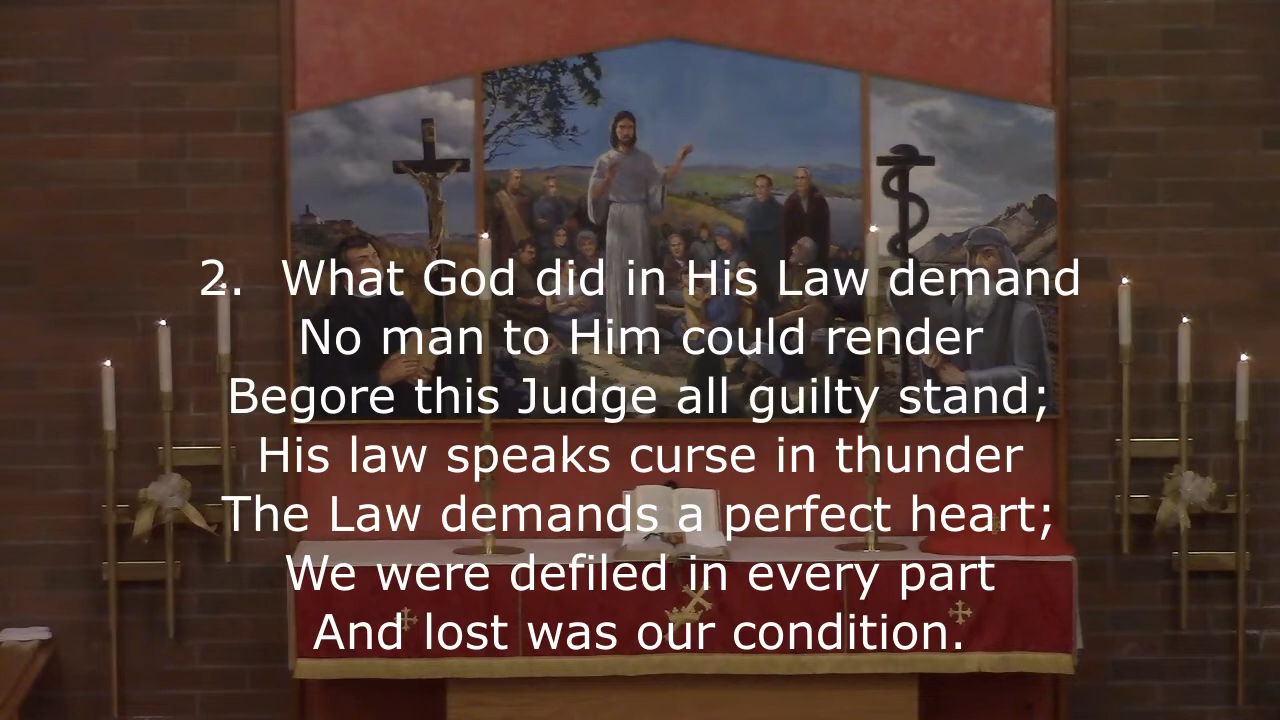 2. What God did in His Law demand
No man to Him could render
Begore this Judge all guilty stand;
His law speaks curse in thunder
The Law demands a perfect heart;
We were defiled in every part
And lost was our condition.